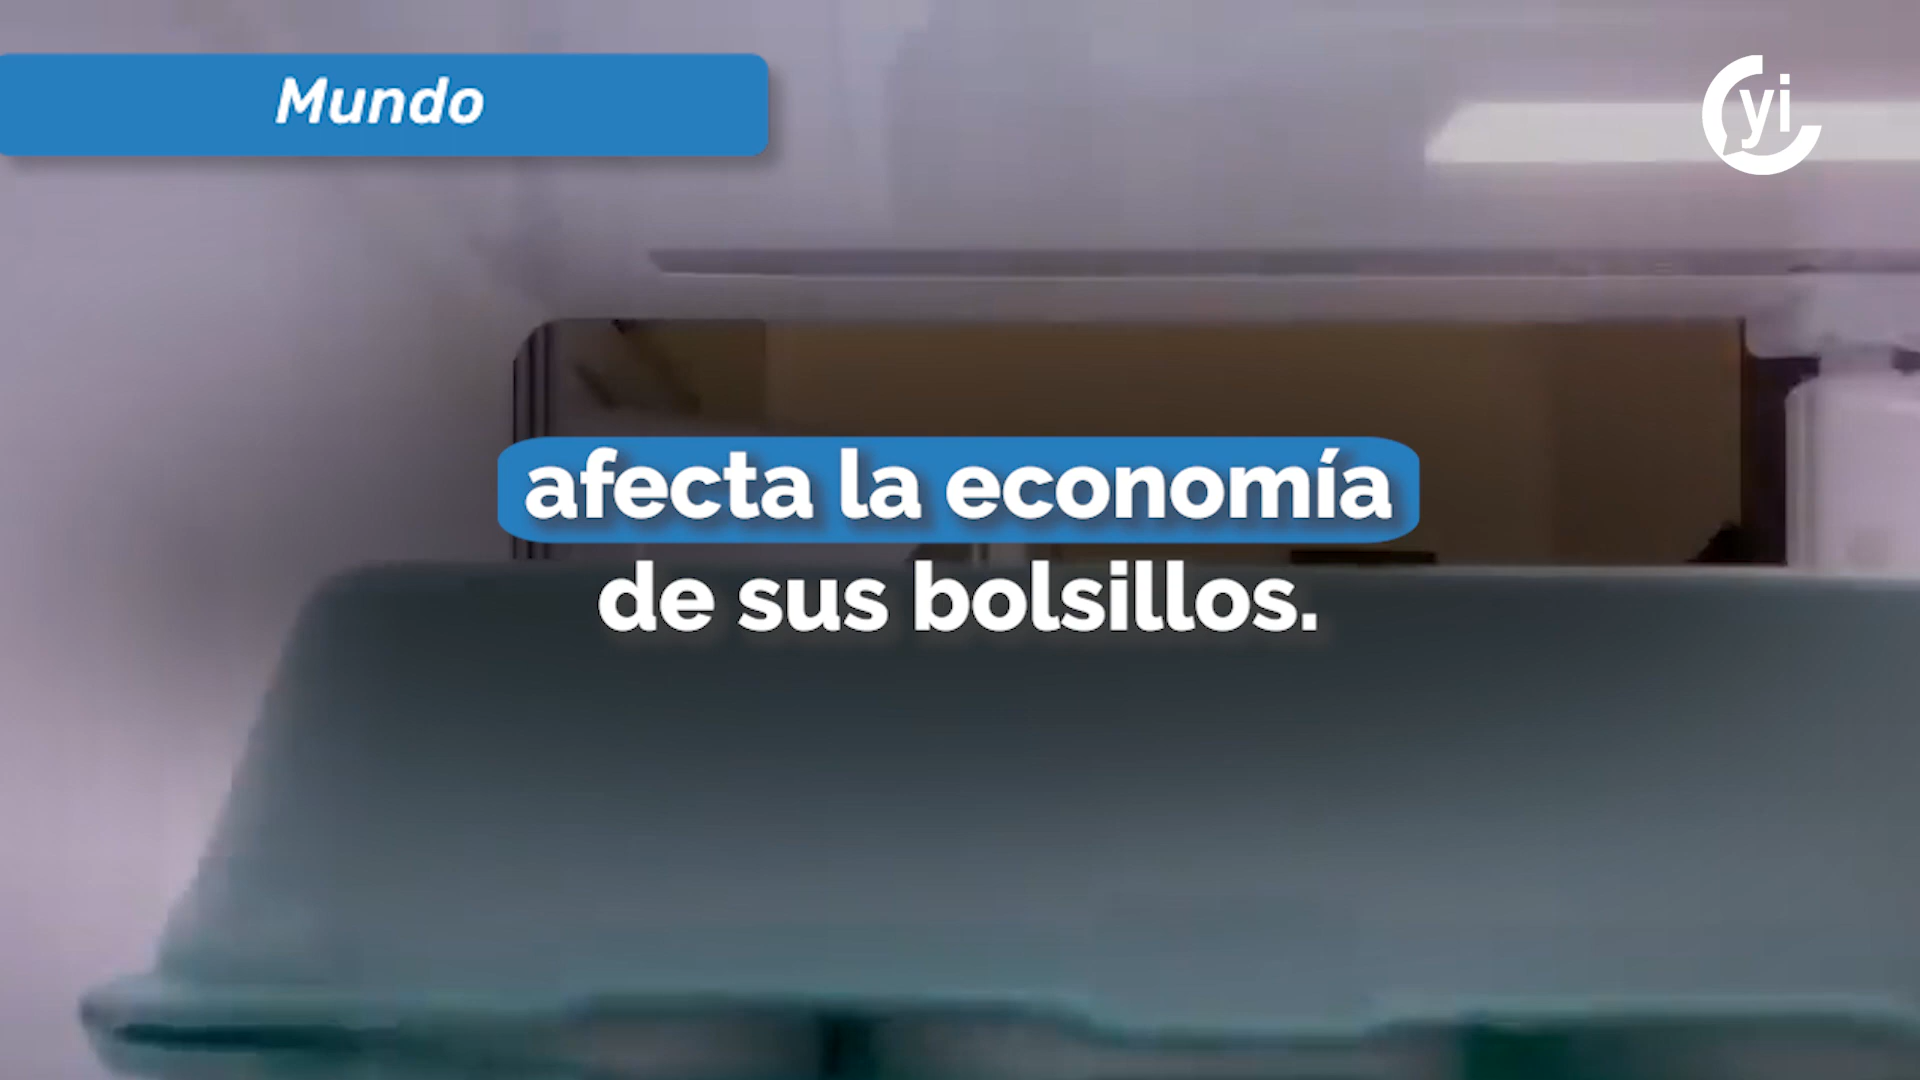 Mundo
yi
afecta la economía
de sus bolsillos.